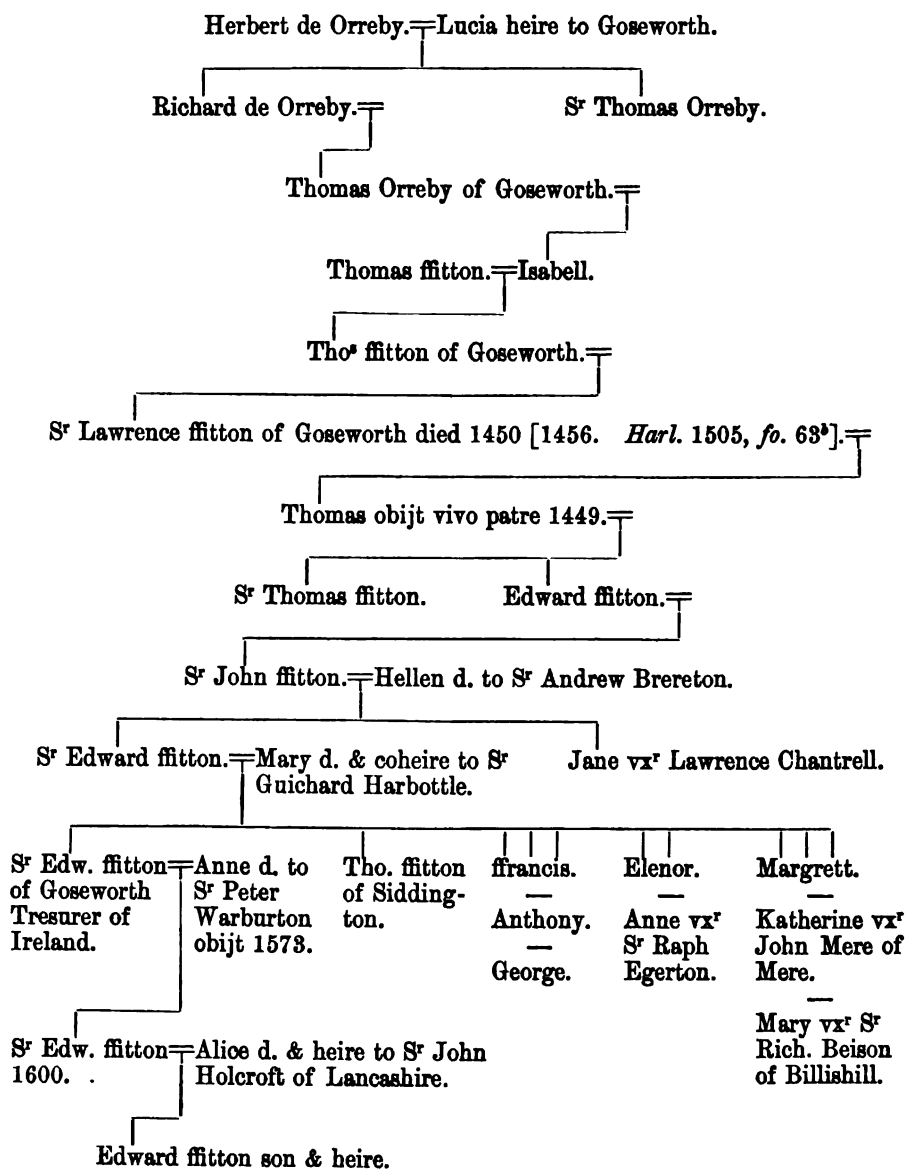 Herbert de Orreby.=Lucia heire to Goseworth.
Richard de Orreby.= Sʳ Thomas Orreby.
Thomas Orreby of Goseworth.=
Thomas ffitton.=Isabell.
Thoˢ ffitton of Goseworth.=
Sʳ Lawrence ffitton of Goseworth died 1450 [1456. Harl. 1505, fo. 63ᵇ].=
Thomas obijt vivo patre 1449.=
Sʳ Thomas ffitton. Edward ffitton.=
Sʳ John ffitton.=Hellen d. to Sʳ Andrew Brereton.
Sʳ Edward ffitton.=Mary d. & coheire to Sʳ
Guichard Harbottle.
Jane vxʳ Lawrence Chantrell.
Sʳ Edw. ffitton=
of Goseworth
Tresurer of
Ireland.
Anne d. to
Sʳ Peter
Warburton
obijt 1573.
Tho. ffitton
of Sidding-
ton.
ffrancis.
—
Anthony.
—
George.
Elenor.
—
Anne vxʳ
Sʳ Raph
Egerton.
Margrett.
—
Katherine vxʳ
John Mere of
Mere.
—
Mary vxʳ Sʳ
Rich. Beison
of Billishill.
Sʳ Edw. ffitton=
1600.
Alice d. & heire to Sʳ John
Holcroft of Lancashire.
Edward ffitton son & heire.